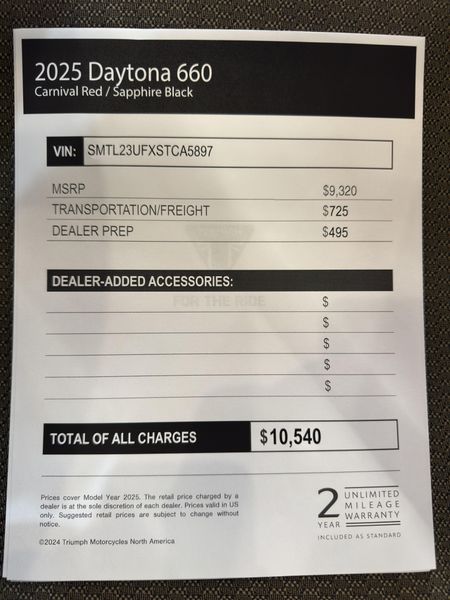 2025 Daytona 660
Carnival Red / Sapphire Black
VIN: SMTL23UFXSTCA5897
MSRP $9,320
TRANSPORTATION/FREIGHT $725
DEALER PREP $495
DEALER-ADDED ACCESSORIES:
FOR THE RIDE
$
$
$
$
$
TOTAL OF ALL CHARGES $10,540
Prices cover Model Year 2025. The retail price charged by a
dealer is at the sole discretion of each dealer. Prices valid in US
only. Suggested retail prices are subject to change without
notice.
©2024 Triumph Motorcycles North America
2 YEAR
UNLIMITED
MILEAGE
WARRANTY
INCLUDED AS STANDARD